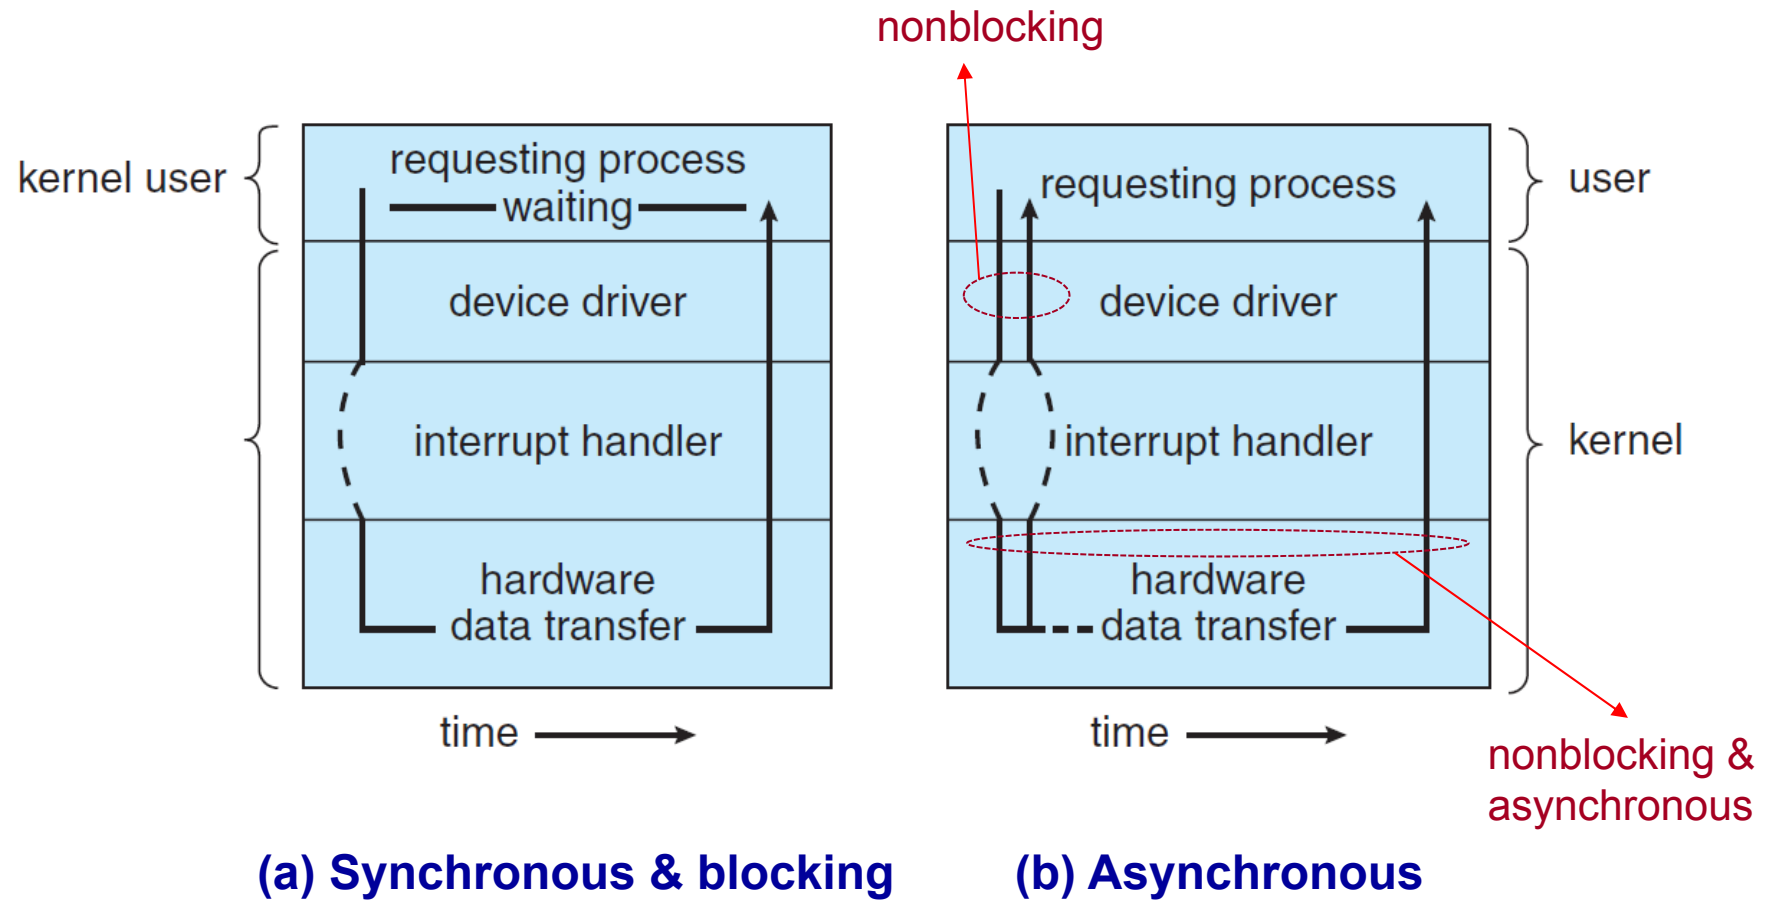 nonblocking
kernel user
requesting process
waiting
device driver
interrupt handler
hardware
data transfer
time
requesting process
device driver
interrupt handler
hardware
data transfer
time
user
kernel
nonblocking &
asynchronous
(a) Synchronous & blocking
(b) Asynchronous